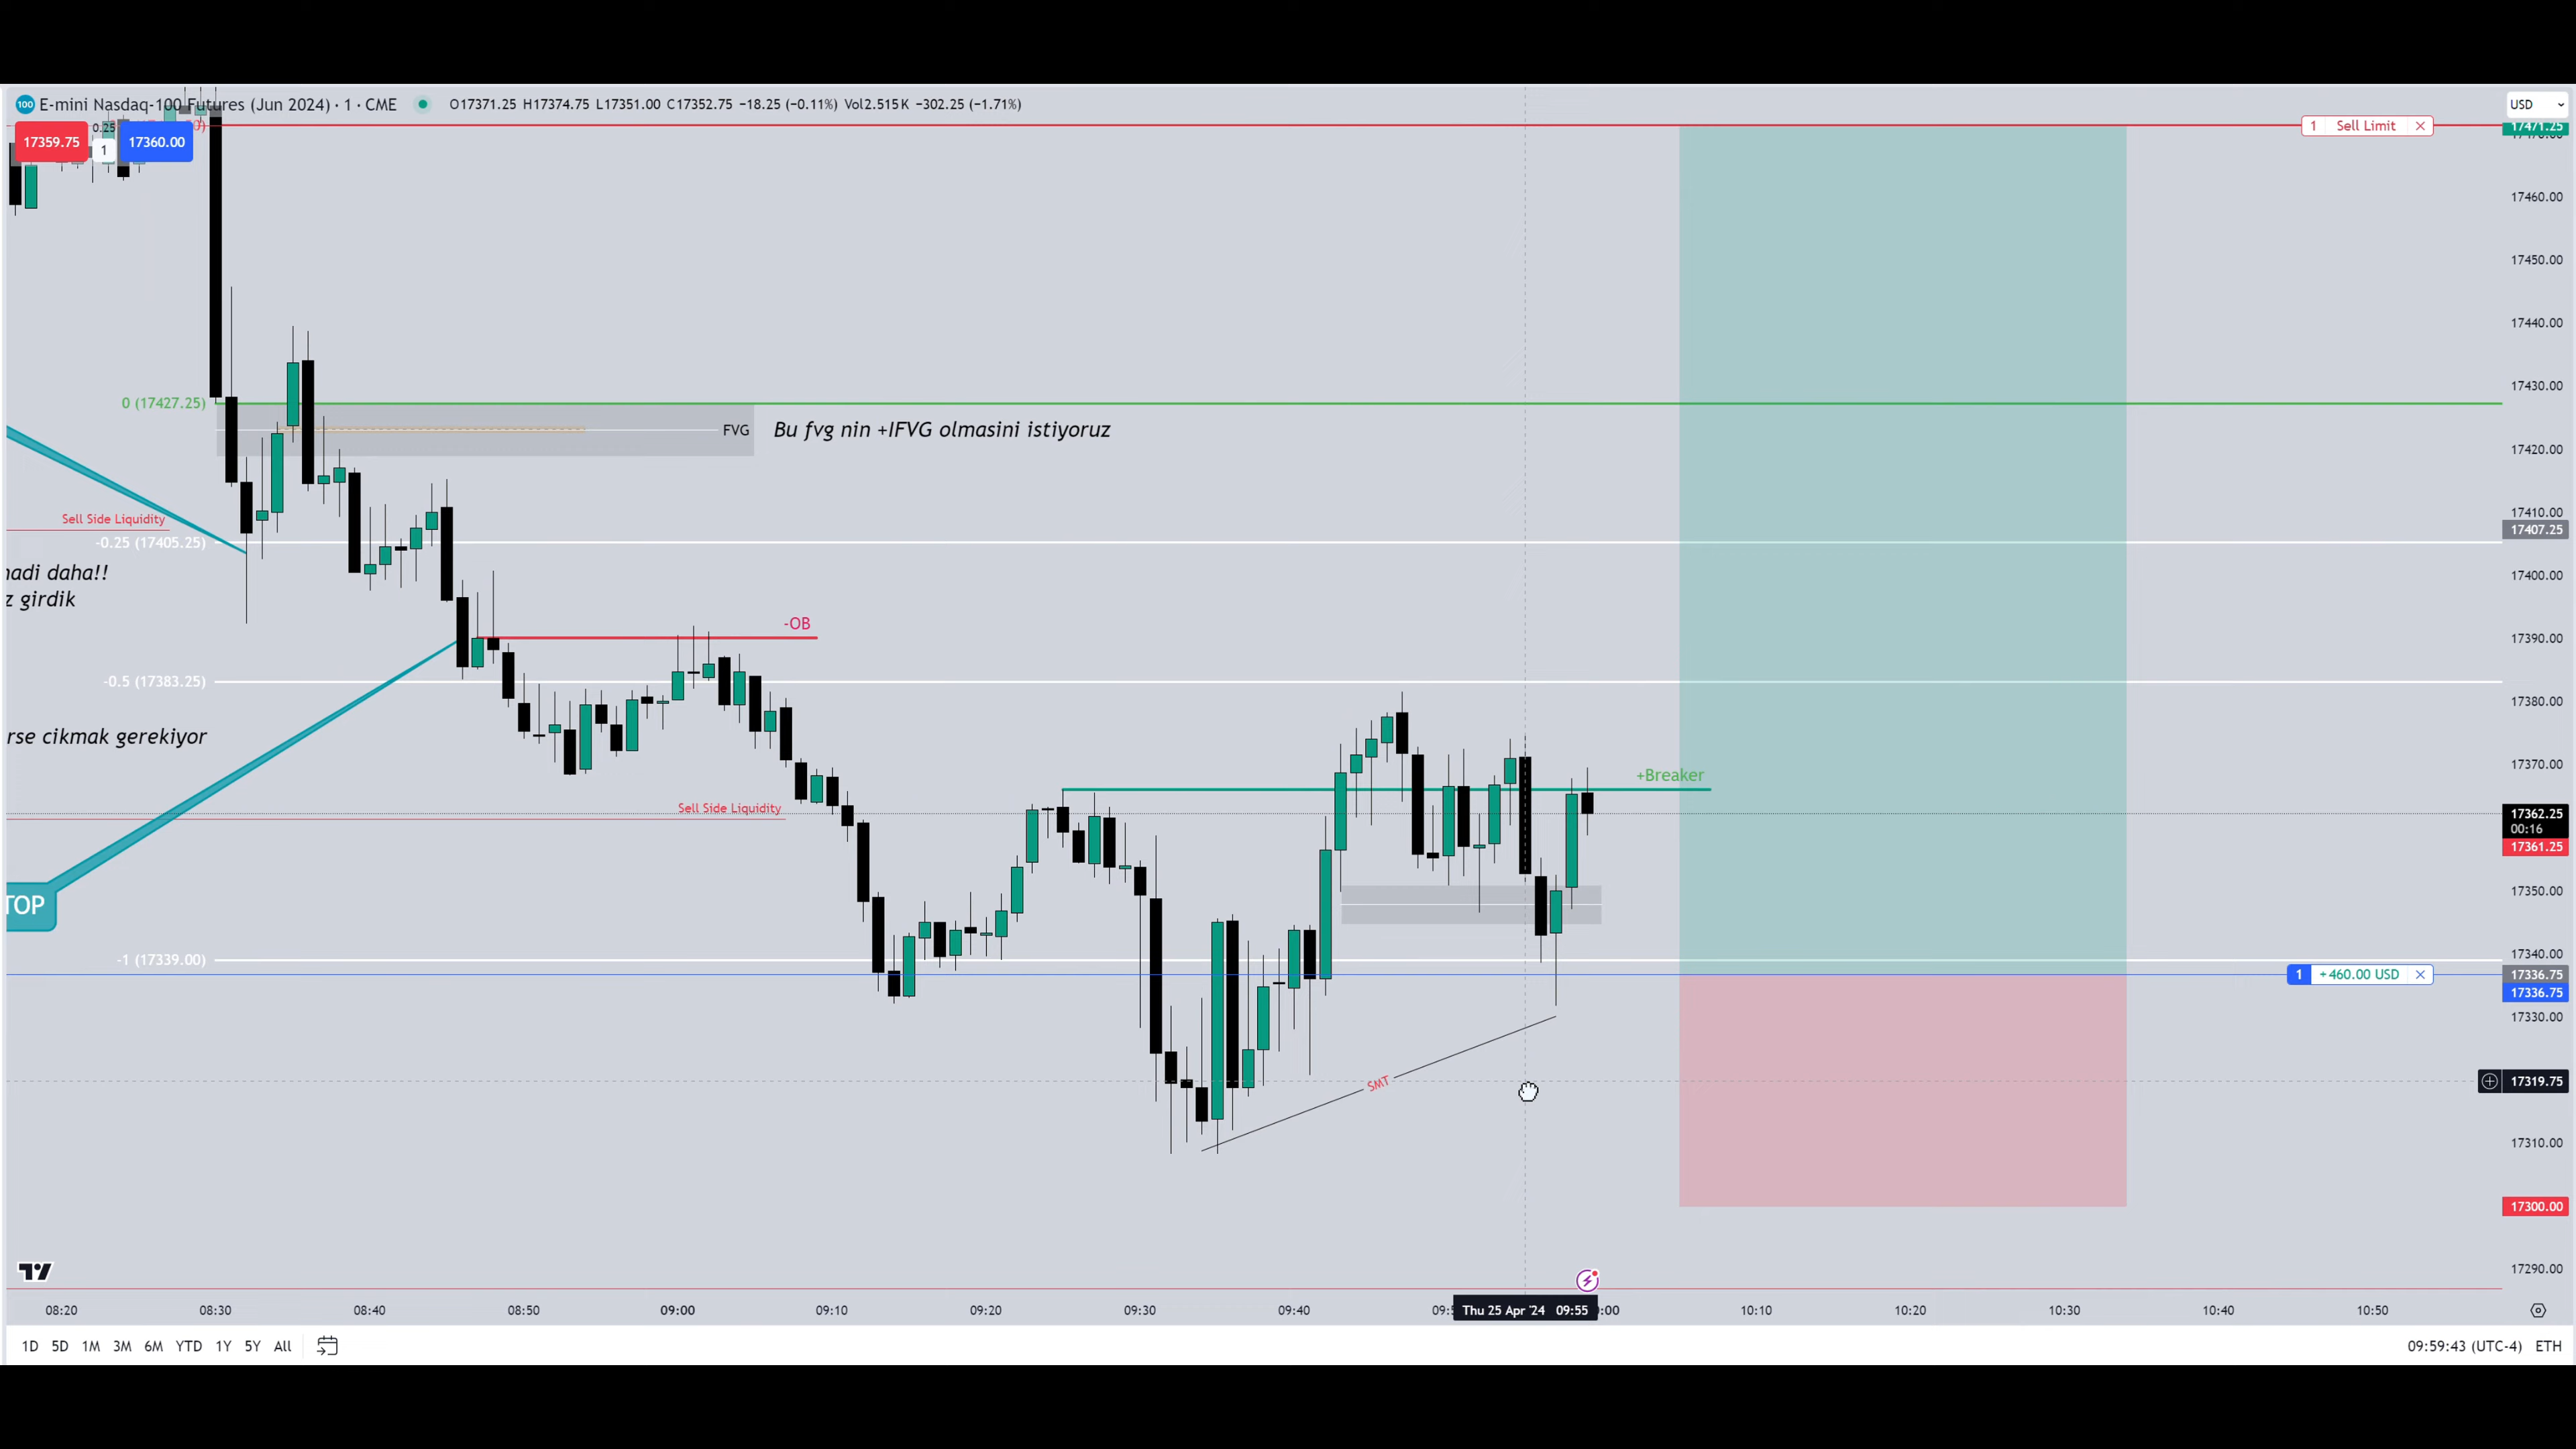 100 E-mini Nasdaq-100 Futures (Jun 2024) · 1 · CME O17371.25 H17374.75 L17351.00 C17352.75 −18.25 (−0.11%) Vol2.515K −302.25 (−1.71%)
USD
17359.75 0.25 1 17360.00
1 Sell Limit
17471.25
17460.00
17450.00
17440.00
17430.00
0 (17427.25)
FVG Bu fvg nin +IFVG olmasini istiyoruz
17420.00
17410.00
Sell Side Liquidity
17407.25
-0.25 (17405.25)
adi daha!!
17400.00
z girdik
-OB
17390.00
-0.5 (17383.25)
17380.00
rse cikmak gerekiyor
17370.00
+Breaker
Sell Side Liquidity
17362.25
00:16
17361.25
17350.00
TOP
-1 (17339.00)
17340.00
1 +460.00 USD
17336.75
17336.75
17330.00
SMT
17319.75
17310.00
17300.00
17290.00
08:20 08:30 08:40 08:50 09:00 09:10 09:20 09:30 09:40 Thu 25 Apr '24 09:55 :00 10:10 10:20 10:30 10:40 10:50
1D 5D 1M 3M 6M YTD 1Y 5Y All
09:59:43 (UTC-4) ETH